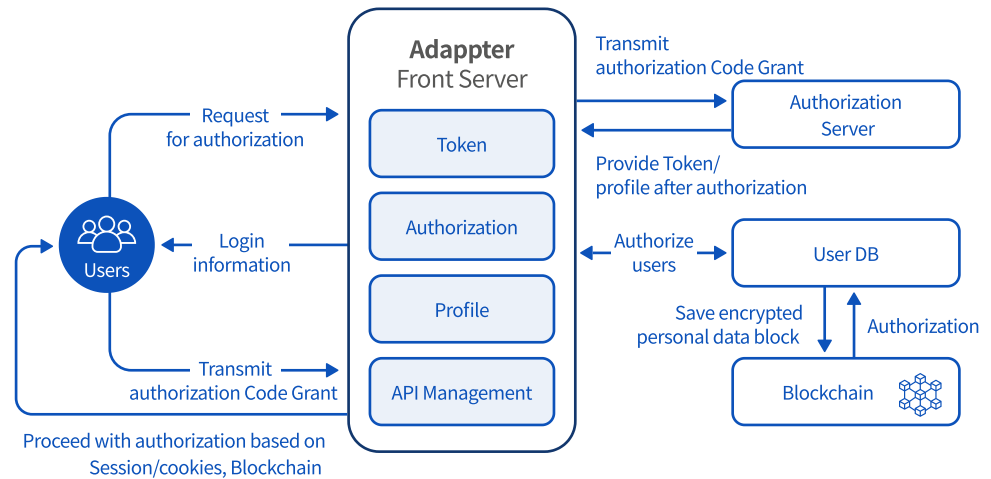 Adappter
Front Server
Token
Authorization
Profile
API Management
Request
for authorization
Users
Login
information
Transmit
authorization Code Grant
Proceed with authorization based on
Session/cookies, Blockchain
Transmit
authorization Code Grant
Authorization
Server
Provide Token/
profile after authorization
Authorize
users
User DB
Save encrypted
personal data block
Authorization
Blockchain